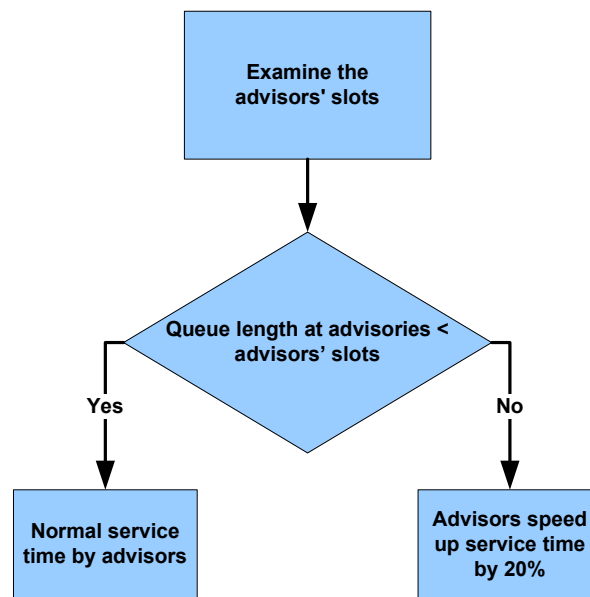 Examine the
advisors' slots
Queue length at advisories <
advisors’ slots
Yes
No
Normal service
time by advisors
Advisors speed
up service time
by 20%